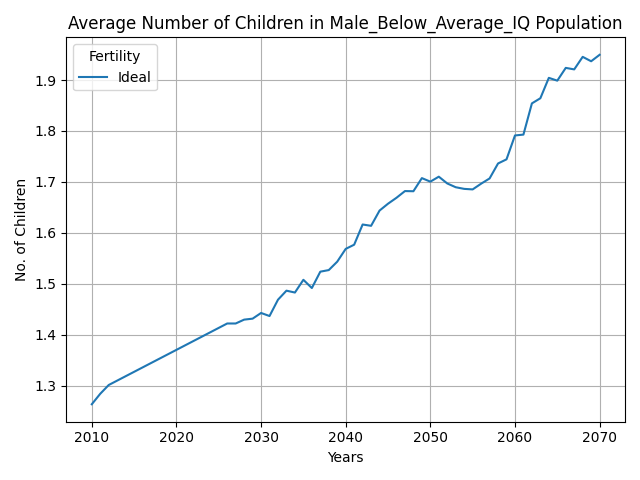 Average Number of Children in Male_Below_Average_IQ Population
Fertility
Ideal
No. of Children
1.9
1.8
1.7
1.6
1.5
1.4
1.3
2010 2020 2030 2040 2050 2060 2070
Years